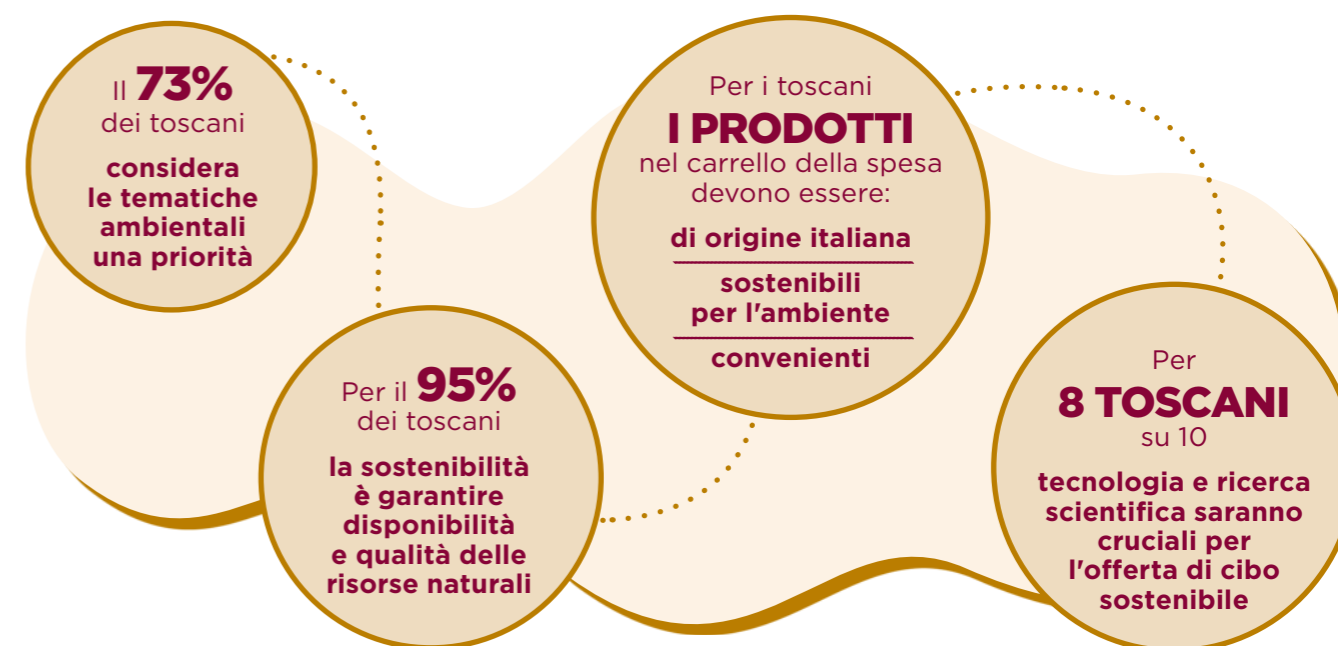 Il 73%
dei toscani
considera
le tematiche
ambientali
una priorità
Per il 95%
dei toscani
la sostenibilità
è garantire
disponibilità
e qualità delle
risorse naturali
Per i toscani
I PRODOTTI
nel carrello della spesa
devono essere:
di origine italiana
sostenibili
per l'ambiente
convenienti
Per
8 TOSCANI
su 10
tecnologia e ricerca
scientifica saranno
cruciali per
l'offerta di cibo
sostenibile